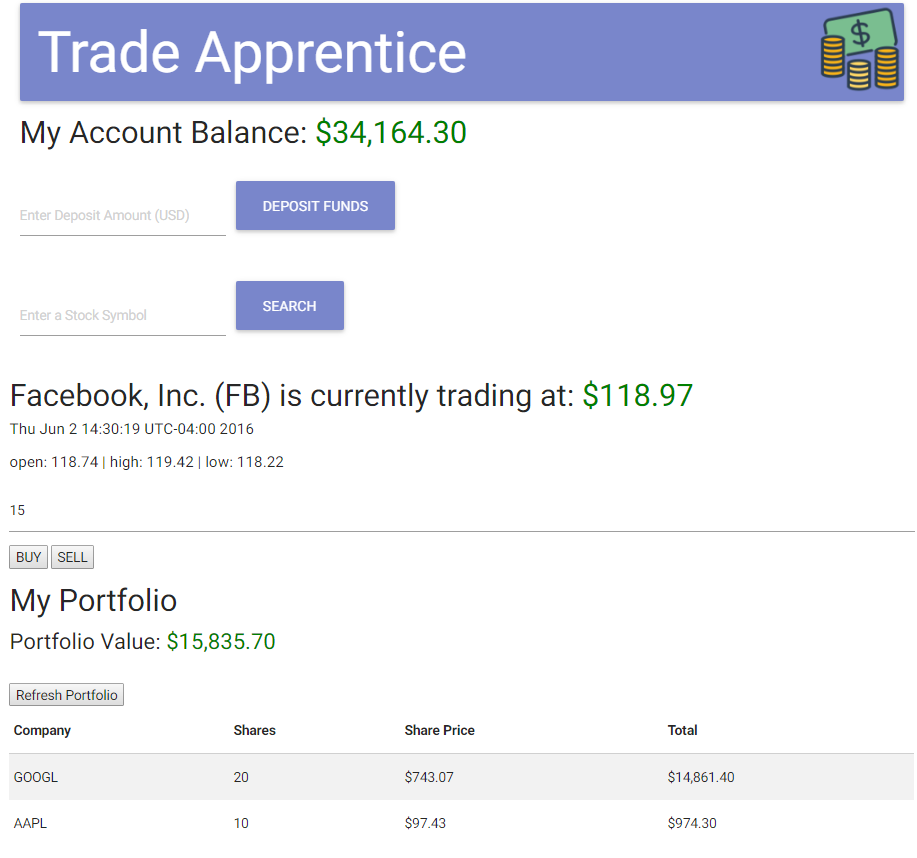 Trade Apprentice
$
My Account Balance: $34,164.30
Enter Deposit Amount (USD) DEPOSIT FUNDS
Enter a Stock Symbol SEARCH
Facebook, Inc. (FB) is currently trading at: $118.97
Thu Jun 2 14:30:19 UTC-04:00 2016
open: 118.74 | high: 119.42 | low: 118.22
15
BUY SELL
My Portfolio
Portfolio Value: $15,835.70
Refresh Portfolio
Company Shares Share Price Total
GOOGL 20 $743.07 $14,861.40
AAPL 10 $97.43 $974.30